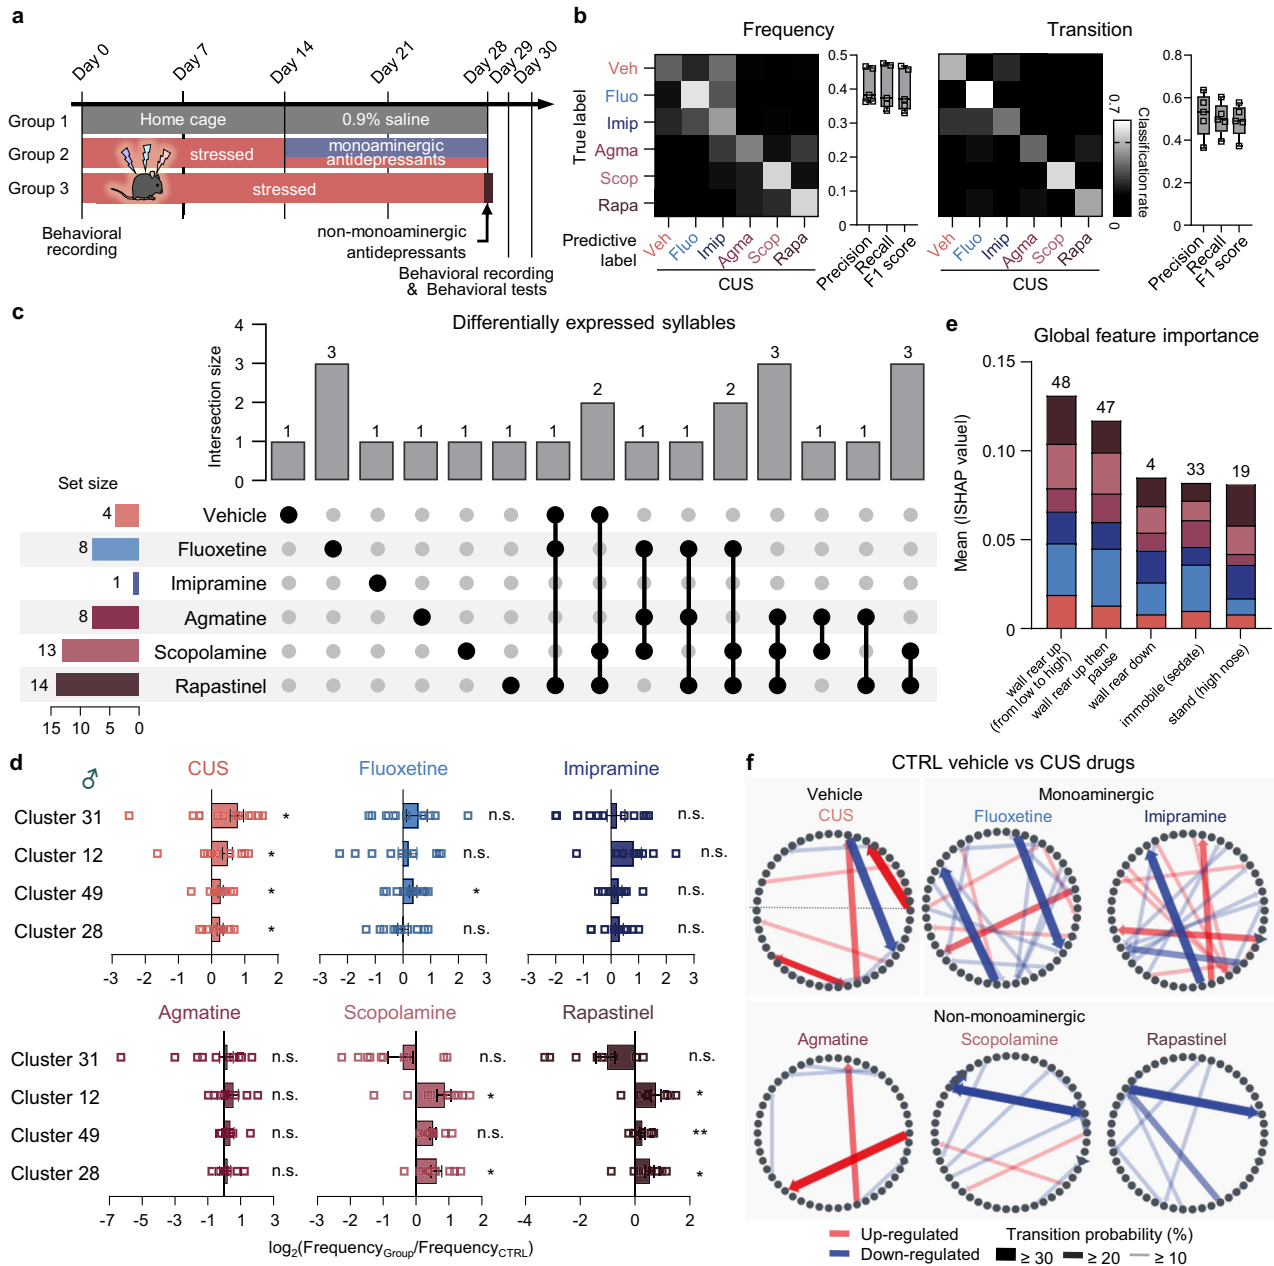 a
Day 0
Day 7
Day 14
Day 21
Day 28
Day 29
Day 30
Group 1
Home cage
0.9% saline
Group 2
stressed
monoaminergic
antidepressants
Group 3
stressed
Behavioral
recording
non-monoaminergic
antidepressants
Behavioral recording
& Behavioral tests
b
Frequency
True label
Veh
Fluo
Imip
Agma
Scop
Rapa
Predictive
label
Veh
Fluo
Imip
Agma
Scop
Rapa
CUS
0.5
0.4
0.3
0.2
0.1
0
Precision
Recall
F1 score
Transition
Veh
Fluo
Imip
Agma
Scop
Rapa
CUS
0.7
0
Classification rate
0.8
0.6
0.4
0.2
0
Precision
Recall
F1 score
c
Differentially expressed syllables
Intersection size
4
3
2
1
0
1
3
1
1
1
1
1
2
1
1
2
3
1
1
3
Set size
4
Vehicle
8
Fluoxetine
1
Imipramine
8
Agmatine
13
Scopolamine
14
Rapastinel
15 10 5 0
e
Global feature importance
Mean (ISHAP valueI)
0.15
0.10
0.05
0
48
47
4
33
19
wall rear up
(from low to high)
wall rear up then
pause
wall rear down
immobile (sedate)
stand (high nose)
d
♂
CUS
Fluoxetine
Imipramine
Cluster 31
*
n.s.
n.s.
Cluster 12
*
n.s.
n.s.
Cluster 49
*
*
n.s.
Cluster 28
*
n.s.
n.s.
-3 -2 -1 0 1 2
-3 -2 -1 0 1 2 3
-3 -2 -1 0 1 2 3
Agmatine
Scopolamine
Rapastinel
Cluster 31
n.s.
n.s.
n.s.
Cluster 12
n.s.
*
*
Cluster 49
n.s.
n.s.
**
Cluster 28
n.s.
*
*
-7 -5 -3 -1 1 3
-3 -2 -1 0 1 2
-4 -2 0 2
log2(FrequencyGroup/FrequencyCTRL)
f
CTRL vehicle vs CUS drugs
Vehicle
CUS
Monoaminergic
Fluoxetine
Imipramine
Non-monoaminergic
Agmatine
Scopolamine
Rapastinel
Up-regulated
Down-regulated
Transition probability (%)
≥ 30
≥ 20
≥ 10